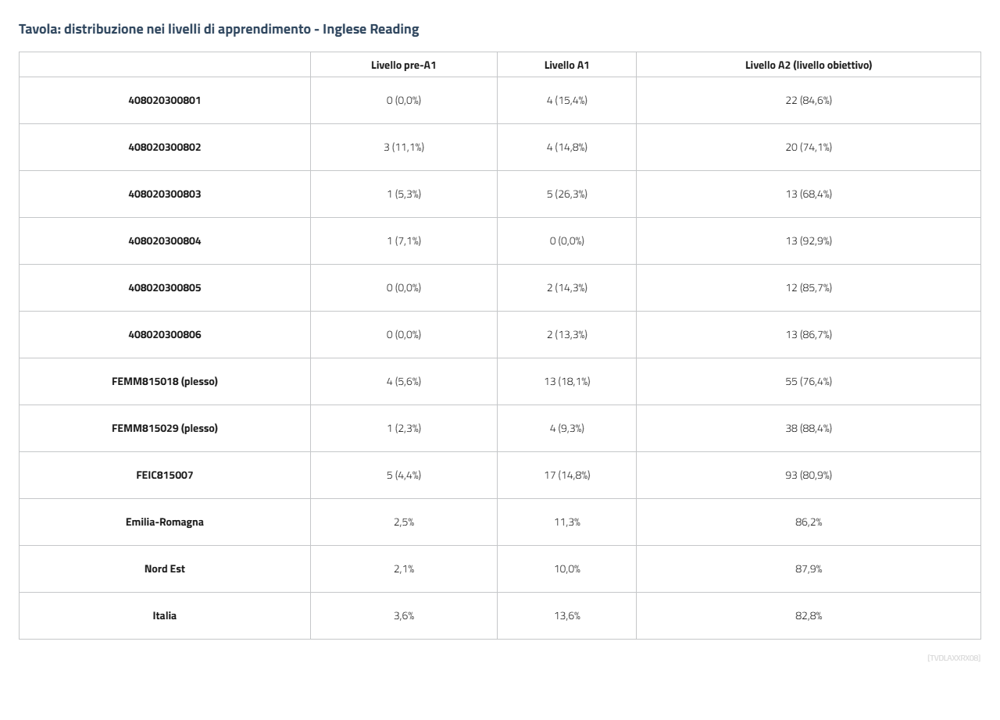 Tavola: distribuzione nei livelli di apprendimento - Inglese Reading
Livello pre-A1 Livello A1 Livello A2 (livello obiettivo)
408020300801 0 (0,0%) 4 (15,4%) 22 (84,6%)
408020300802 3 (11,1%) 4 (14,8%) 20 (74,1%)
408020300803 1 (5,3%) 5 (26,3%) 13 (68,4%)
408020300804 1 (7,1%) 0 (0,0%) 13 (92,9%)
408020300805 0 (0,0%) 2 (14,3%) 12 (85,7%)
408020300806 0 (0,0%) 2 (13,3%) 13 (86,7%)
FEMM815018 (plesso) 4 (5,6%) 13 (18,1%) 55 (76,4%)
FEMM815029 (plesso) 1 (2,3%) 4 (9,3%) 38 (88,4%)
FEIC815007 5 (4,4%) 17 (14,8%) 93 (80,9%)
Emilia-Romagna 2,5% 11,3% 86,2%
Nord Est 2,1% 10,0% 87,9%
Italia 3,6% 13,6% 82,8%
[TVDLAXXRX08]